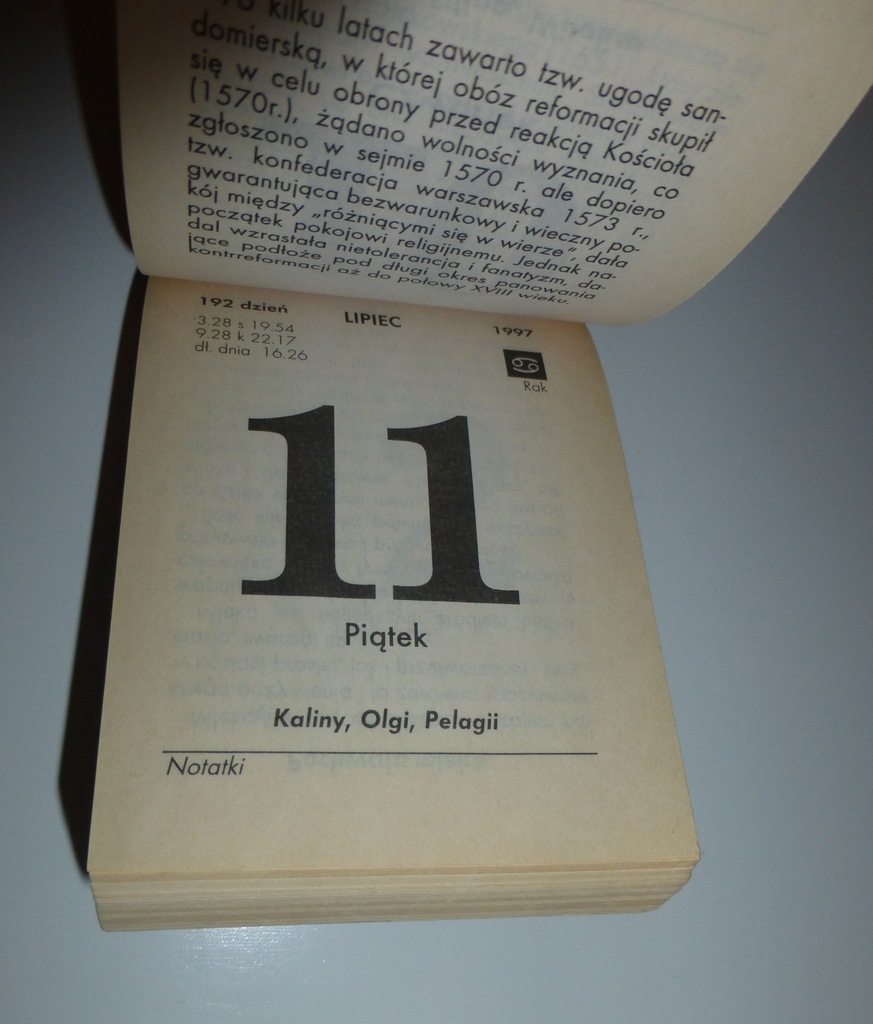 kilku latach zawarto tzw. ugodę san-
domierską, w której obóz reformacji skupił
się w celu obrony przed reakcją Kościoła
(1570r.), żądano wolności wyznania, co
zgłoszono w sejmie 1570 r. ale dopiero
tzw. konfederacja warszawska 1573 r.,
gwarantująca bezwarunkowy i wieczny po-
kój między „różniącymi się w wierze”, dała
początek pokojowi religijnemu. Jednak na-
dal wzrastała nietolerancja i fanatyzm, da-
jące podłoże pod długi okres panowania
kontrreformacji aż do połowy XVIII wieku.
192 dzień LIPIEC 1997
3.28 s 19.54
9.28 k 22.17
dł. dnia 16.26
Rak
11
Piątek
Kaliny, Olgi, Pelagii
Notatki